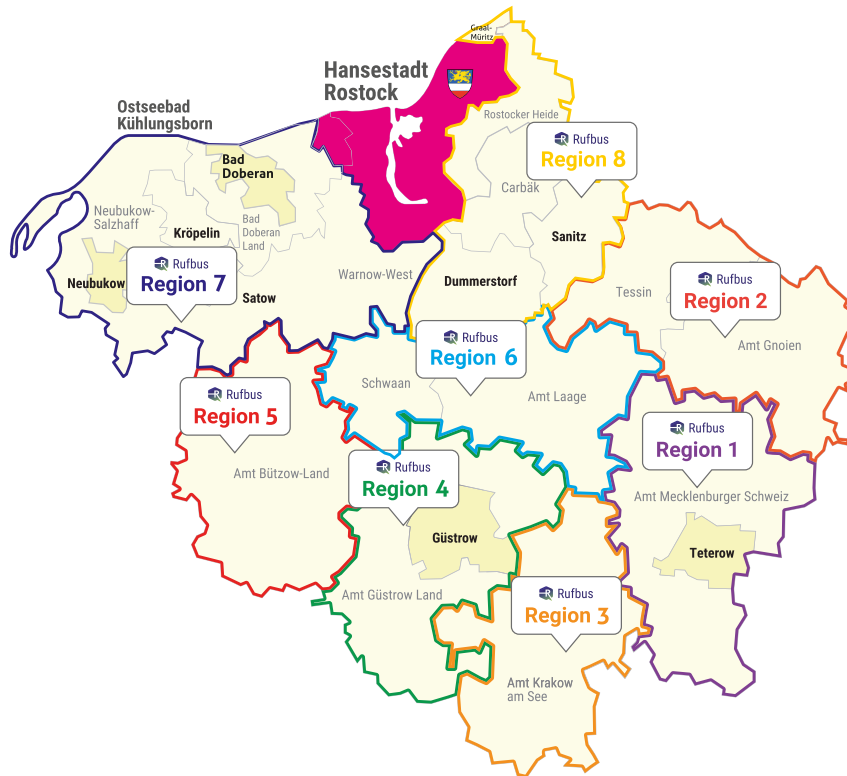 Graal-
Müritz
Hansestadt
Rostock
Ostseebad
Kühlungsborn
Rostocker Heide
R Rufbus
Region 8
Bad
Doberan
Carbäk
Neubukow-
Salzhaff
Kröpelin
Bad
Doberan
Land
Sanitz
Warnow-West
Neubukow
R Rufbus
Region 7
Satow
Dummerstorf
Tessin
R Rufbus
Region 2
Amt Gnoien
R Rufbus
Region 6
Schwaan
Amt Laage
R Rufbus
Region 5
R Rufbus
Region 1
Amt Bützow-Land
R Rufbus
Region 4
Amt Mecklenburger Schweiz
Güstrow
Teterow
Amt Güstrow Land
R Rufbus
Region 3
Amt Krakow
am See